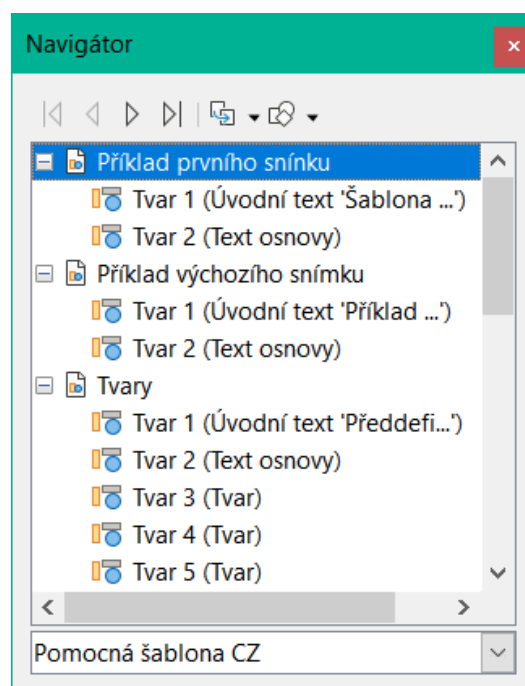 Navigátor
Příklad prvního snínku
Tvar 1 (Úvodní text 'Šablona ...')
Tvar 2 (Text osnovy)
Příklad výchozího snímku
Tvar 1 (Úvodní text 'Příklad ...')
Tvar 2 (Text osnovy)
Tvary
Tvar 1 (Úvodní text 'Předdefi...')
Tvar 2 (Text osnovy)
Tvar 3 (Tvar)
Tvar 4 (Tvar)
Tvar 5 (Tvar)
Pomocná šablona CZ